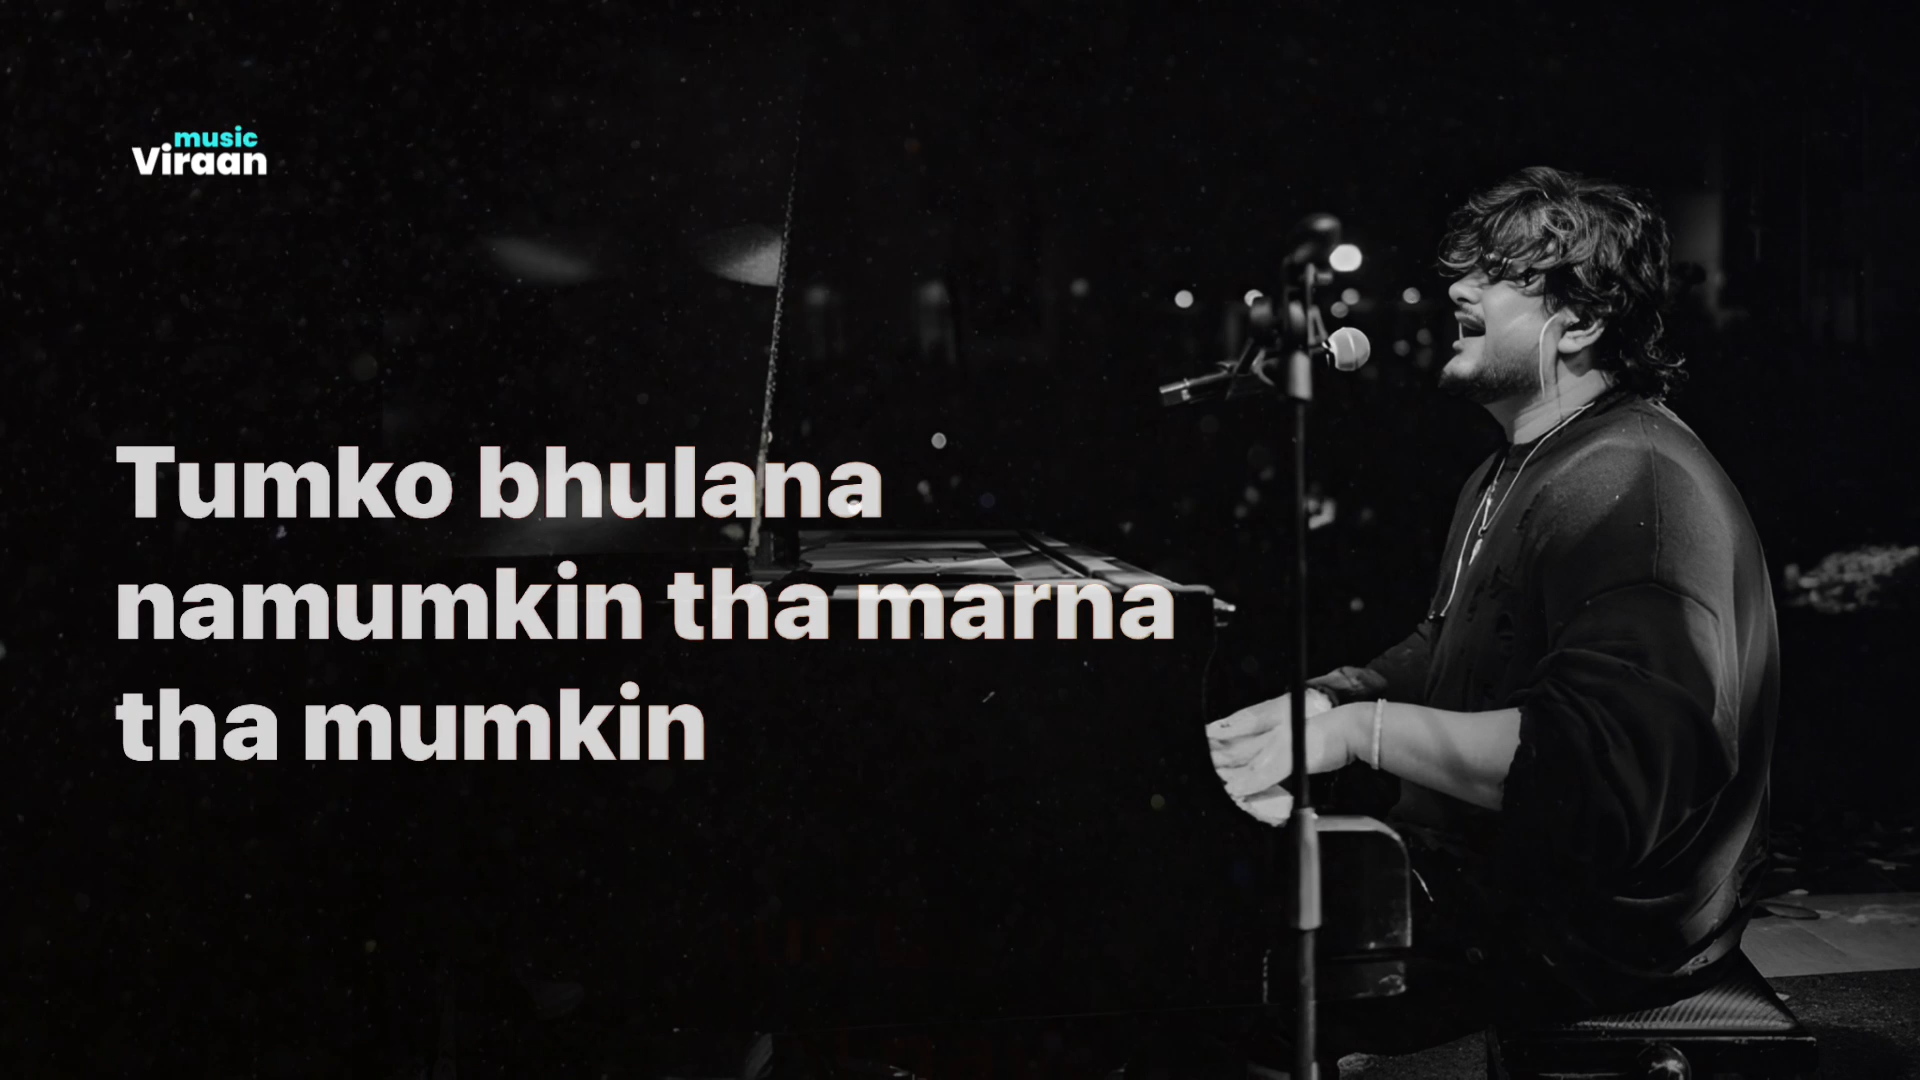 music
Viraan
Tumko bhulana
namumkin tha marna
tha mumkin